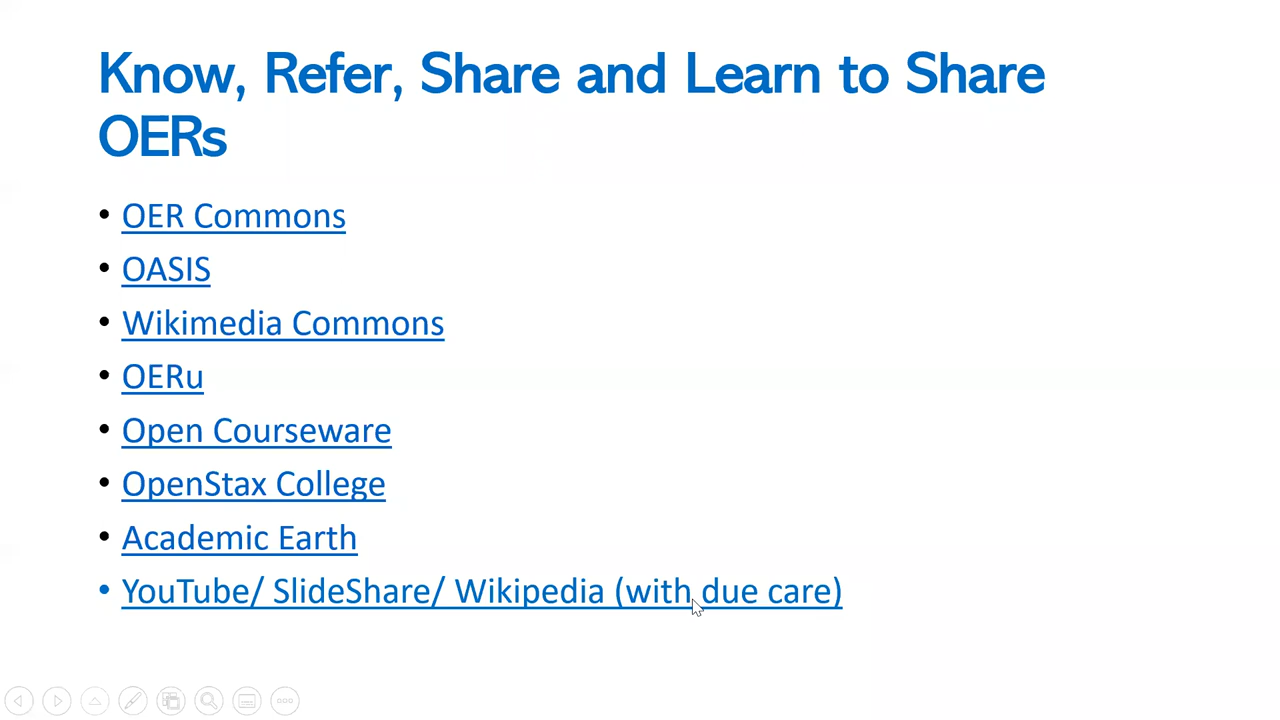 Know, Refer, Share and Learn to Share
OERs
• OER Commons
• OASIS
• Wikimedia Commons
• OERu
• Open Courseware
• OpenStax College
• Academic Earth
• YouTube/ SlideShare/ Wikipedia (with due care)